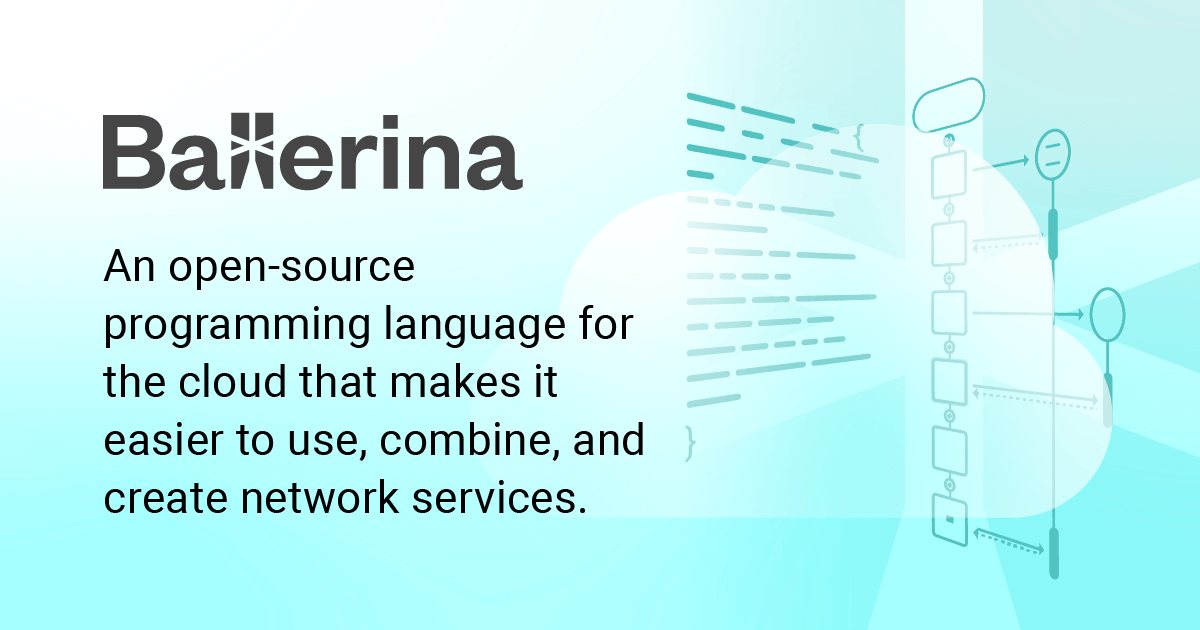 Ballerina
An open-source
programming language for
the cloud that makes it
easier to use, combine, and
create network services.
{
}